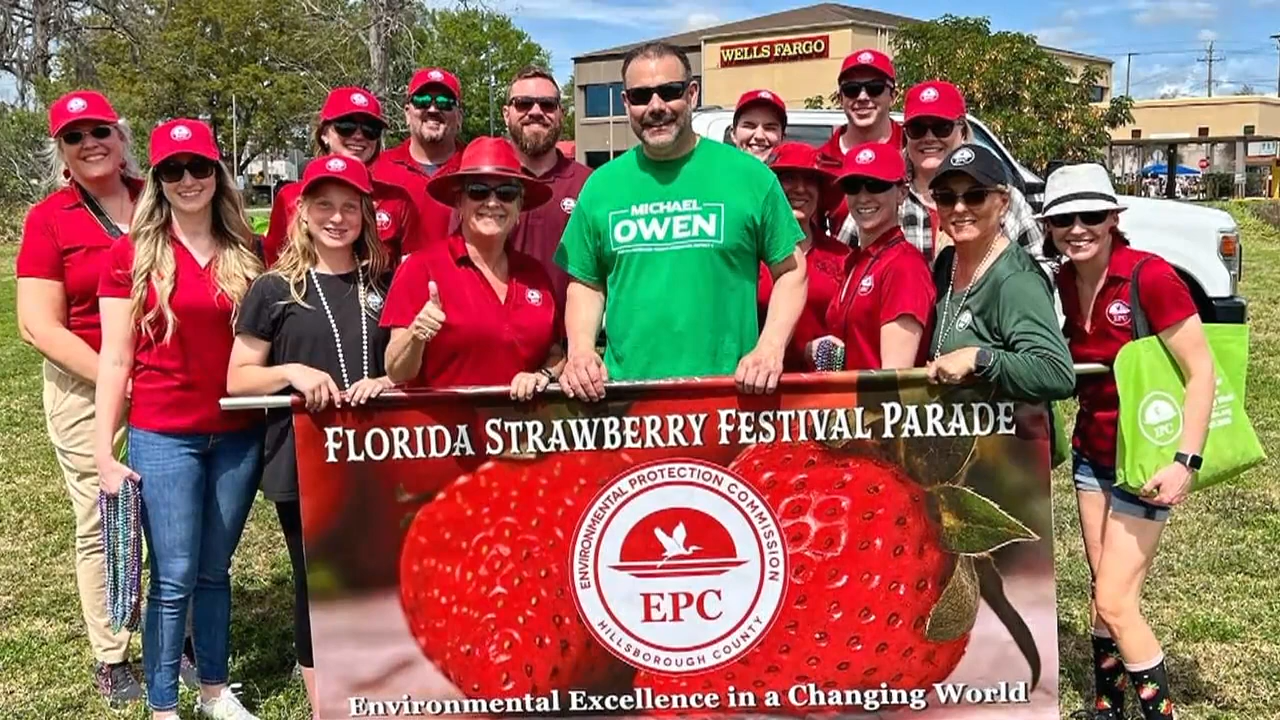 WELLS FARGO
MICHAEL
OWEN
EPC
EPC
FLORIDA STRAWBERRY FESTIVAL PARADE
ENVIRONMENTAL PROTECTION COMMISSION
EPC
HILLSBOROUGH COUNTY
Environmental Excellence in a Changing World